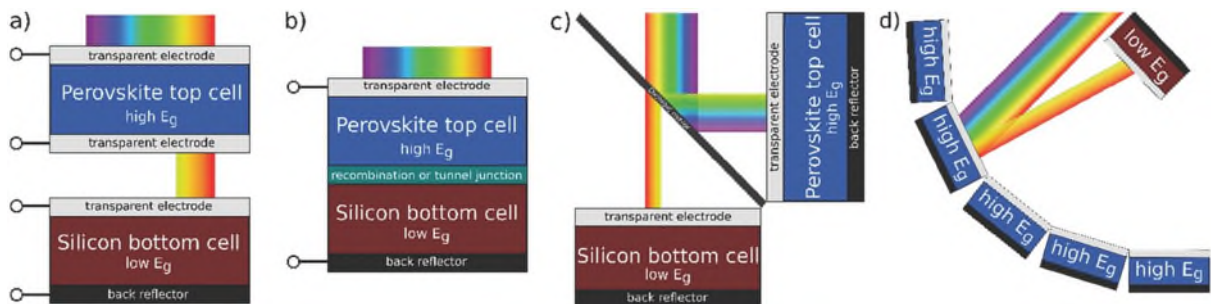 a)
transparent electrode
Perovskite top cell
high Eg
transparent electrode
transparent electrode
Silicon bottom cell
low Eg
back reflector
b)
transparent electrode
Perovskite top cell
high Eg
recombination or tunnel junction
Silicon bottom cell
low Eg
back reflector
c)
Dichroic mirror
transparent electrode
Perovskite top cell
high Eg
back reflector
transparent electrode
Silicon bottom cell
low Eg
back reflector
d)
high Eg
low Eg
high Eg
high Eg
high Eg
high Eg